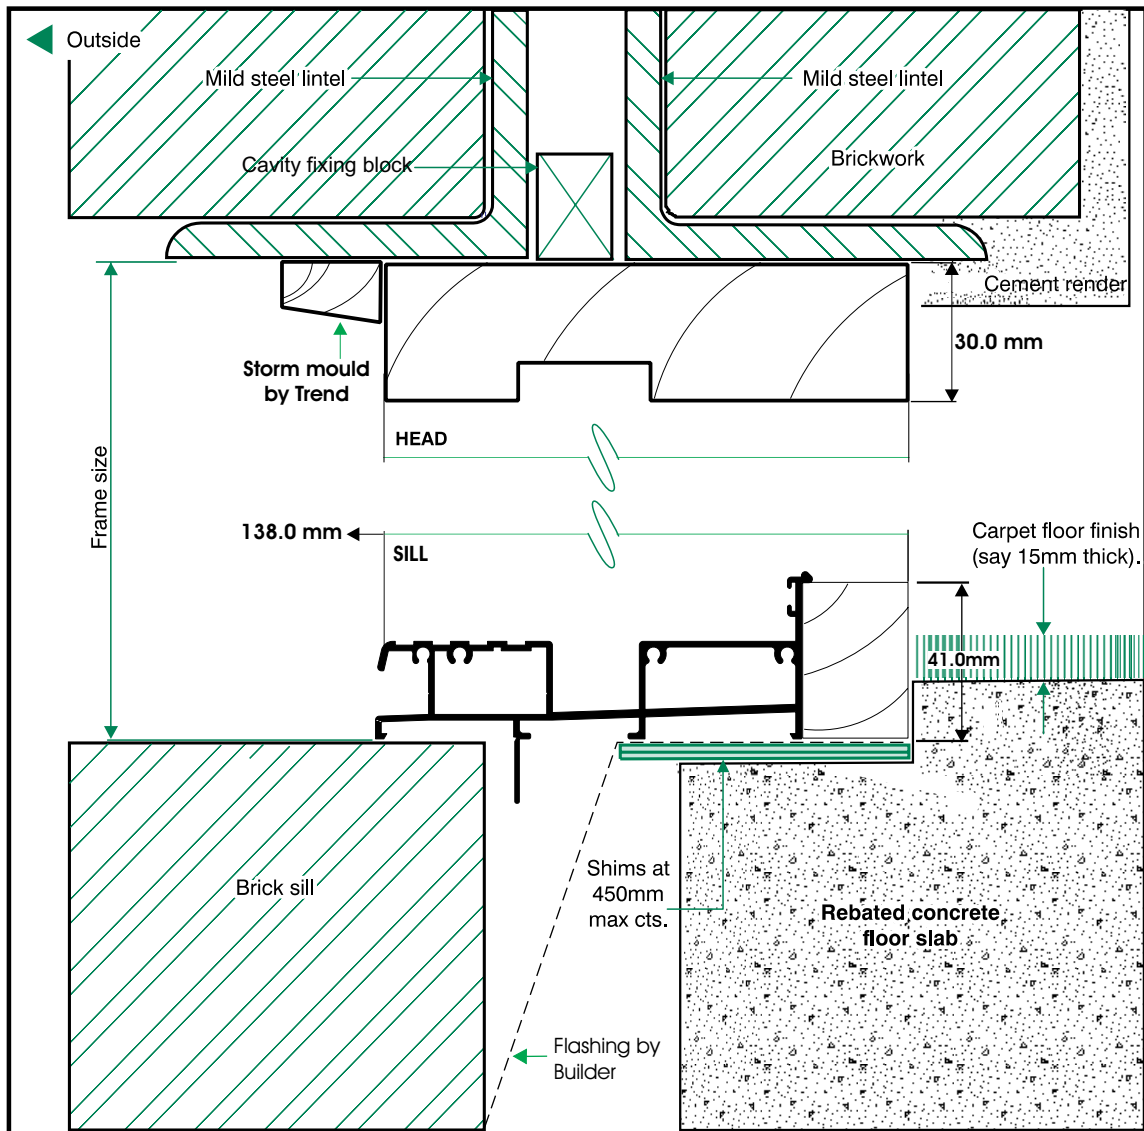 Outside
Mild steel lintel
Mild steel lintel
Cavity fixing block
Brickwork
Cement render
30.0 mm
Storm mould
by Trend
HEAD
Frame size
138.0 mm
SILL
Carpet floor finish
(say 15mm thick).
41.0mm
Shims at
450mm
max cts.
Brick sill
Rebated concrete
floor slab
Flashing by
Builder